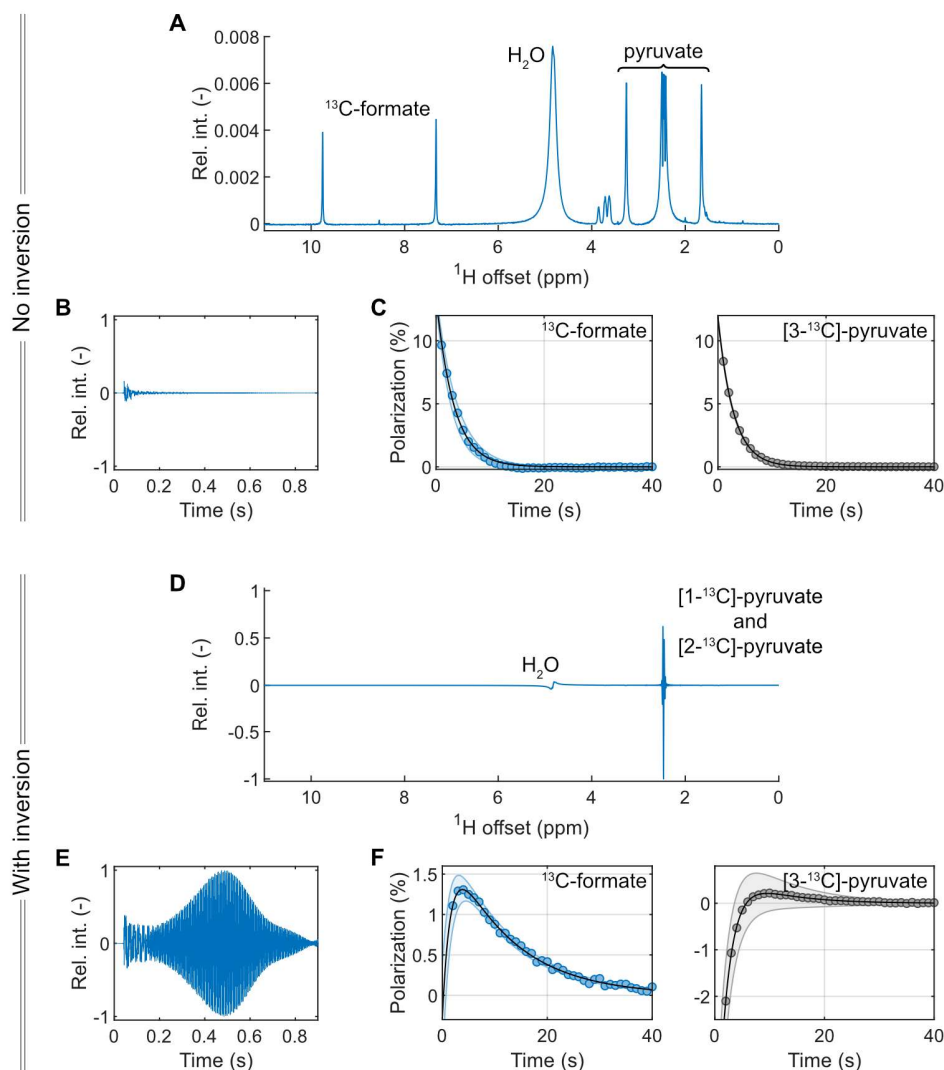 No inversion
A
Rel. int. (-)
0.008
0.006
0.004
0.002
0
¹³C-formate
H₂O
pyruvate
10 8 6 4 2 0
¹H offset (ppm)
B
Rel. int. (-)
1
0
-1
0 0.2 0.4 0.6 0.8
Time (s)
C
Polarization (%)
¹³C-formate
10
5
0
0 20 40
Time (s)
[3-¹³C]-pyruvate
10
5
0
0 20 40
Time (s)
With inversion
D
Rel. int. (-)
1
0.5
0
-0.5
-1
H₂O
[1-¹³C]-pyruvate
and
[2-¹³C]-pyruvate
10 8 6 4 2 0
¹H offset (ppm)
E
Rel. int. (-)
1
0
-1
0 0.2 0.4 0.6 0.8
Time (s)
F
Polarization (%)
¹³C-formate
1.5
1
0.5
0
0 20 40
Time (s)
[3-¹³C]-pyruvate
0
-1
-2
0 20 40
Time (s)